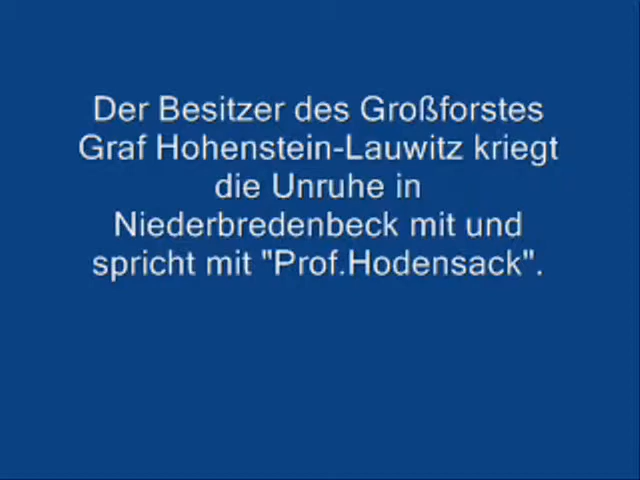 Der Besitzer des Großforstes
Graf Hohenstein-Lauwitz kriegt
die Unruhe in
Niederbredenbeck mit und
spricht mit "Prof.Hodensack".